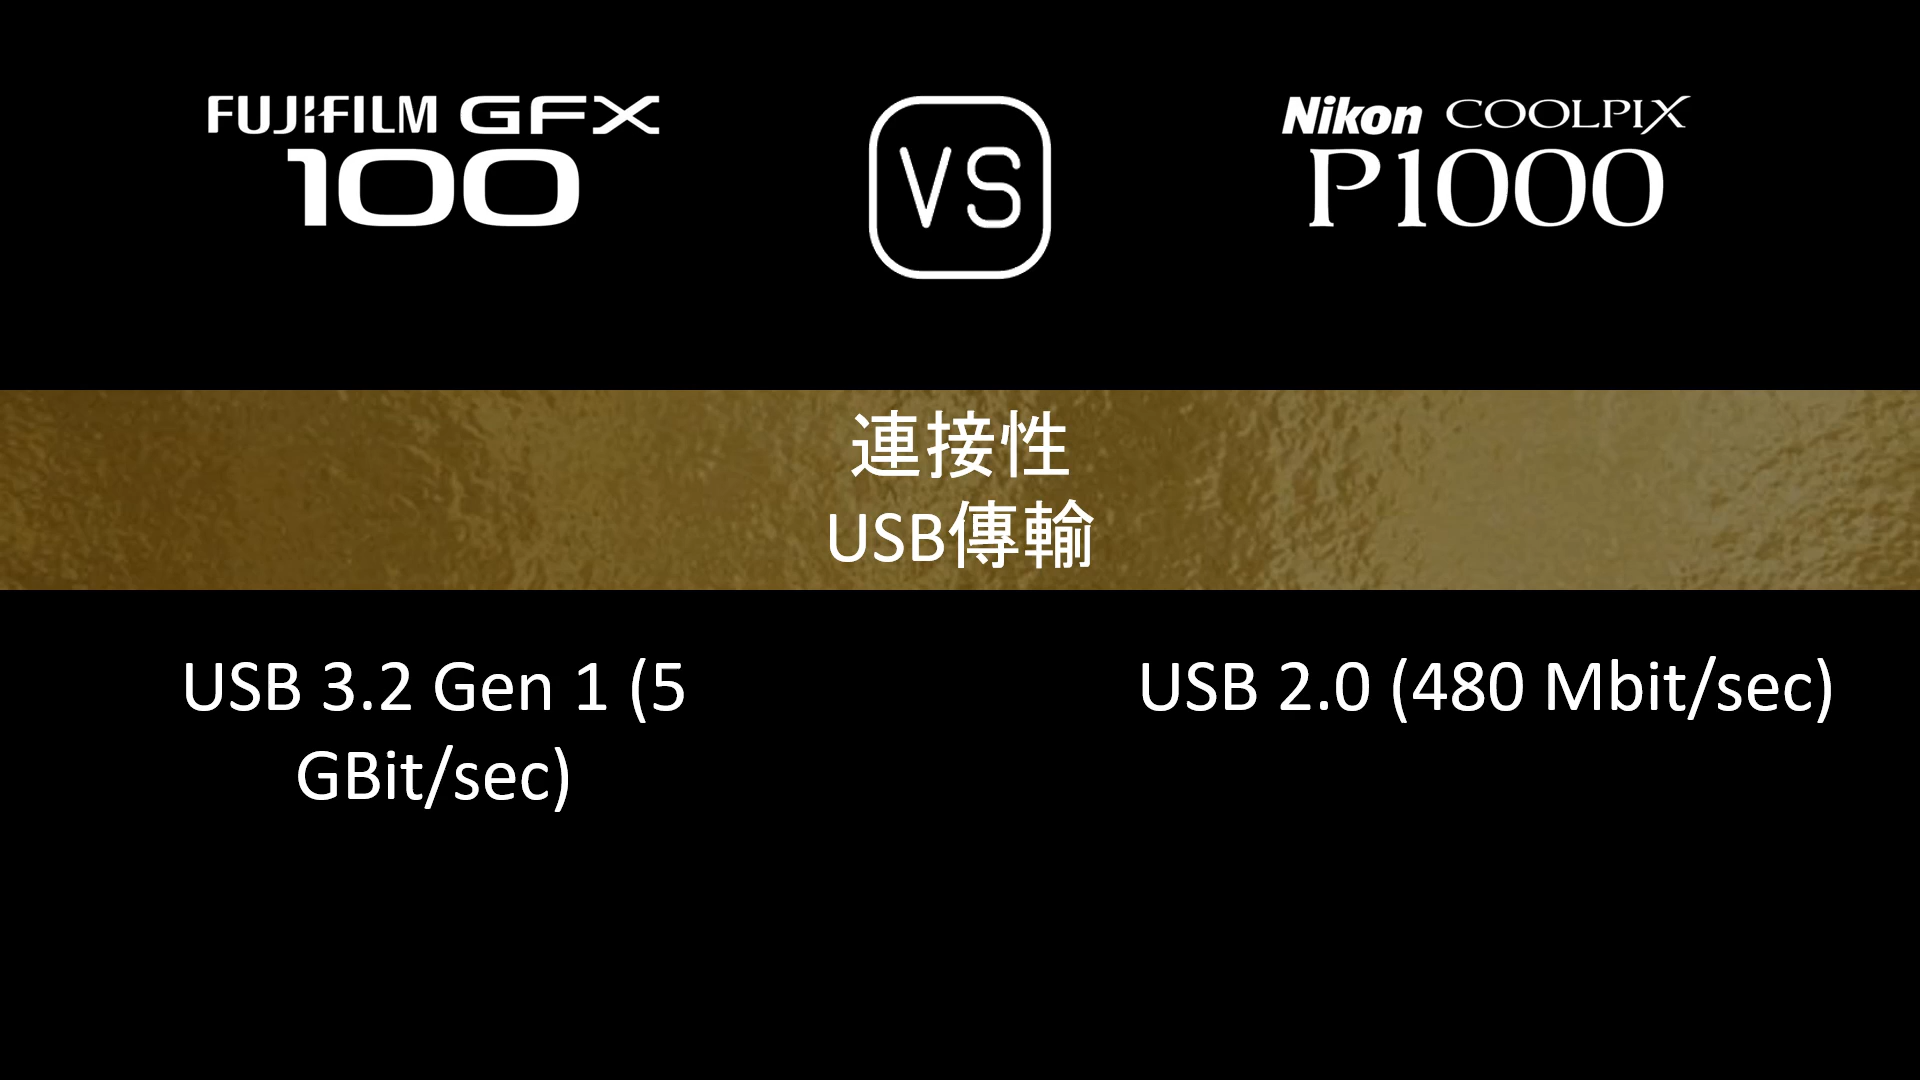 FUJIFILM GFX
100
VS
Nikon COOLPIX
P1000
連接性
USB傳輸
USB 3.2 Gen 1 (5
GBit/sec)
USB 2.0 (480 Mbit/sec)